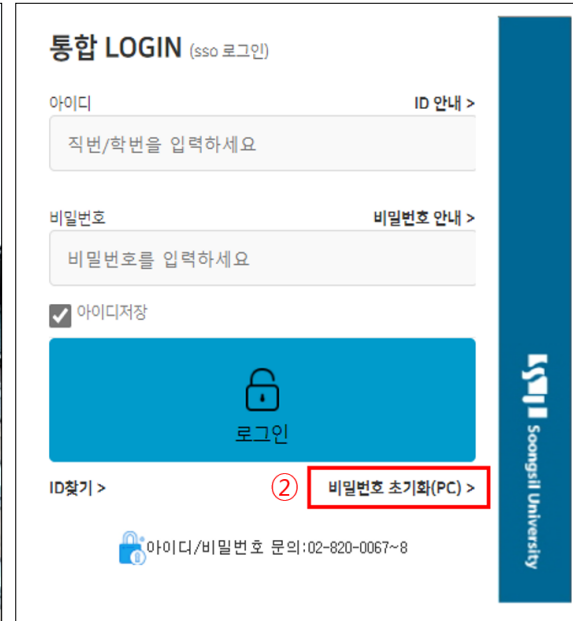 통합 LOGIN (sso 로그인)
아이디 ID 안내 >
직번/학번을 입력하세요
비밀번호 비밀번호 안내 >
비밀번호를 입력하세요
아이디저장
로그인
ID찾기 > ② 비밀번호 초기화(PC) >
아이디/비밀번호 문의:02-820-0067~8
Soongsil University